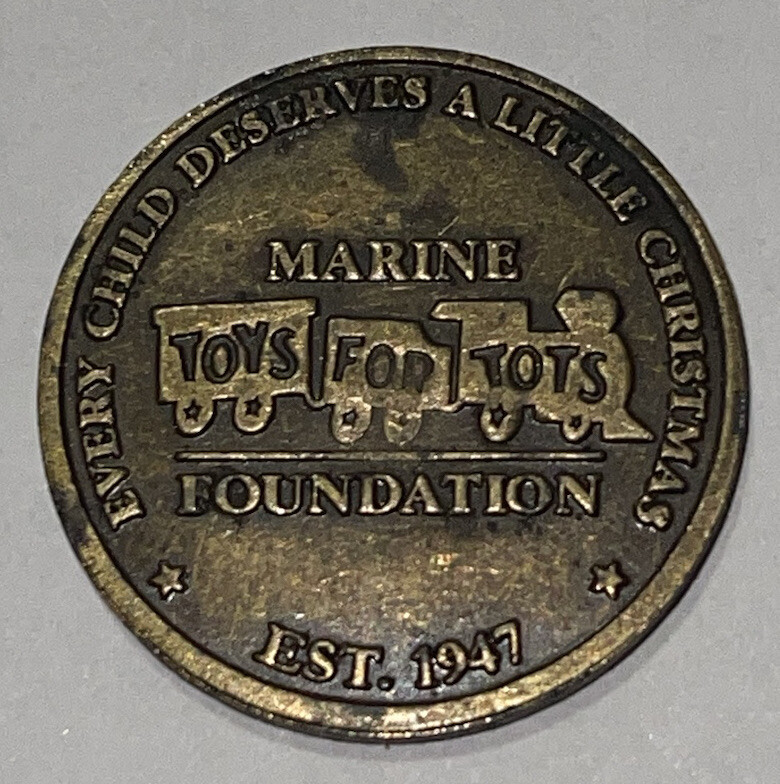 EVERY CHILD DESERVES A LITTLE CHRISTMAS
MARINE
TOYS FOR TOTS
FOUNDATION
EST. 1947